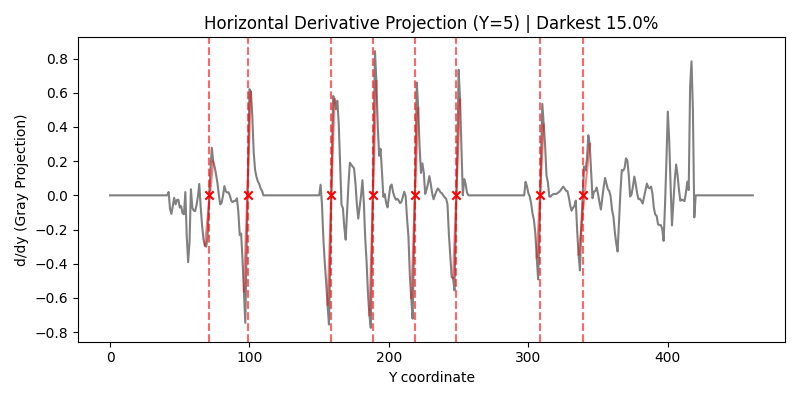 Horizontal Derivative Projection (Y=5) | Darkest 15.0%
d/dy (Gray Projection)
0.8
0.6
0.4
0.2
0.0
−0.2
−0.4
−0.6
−0.8
0 100 200 300 400
Y coordinate